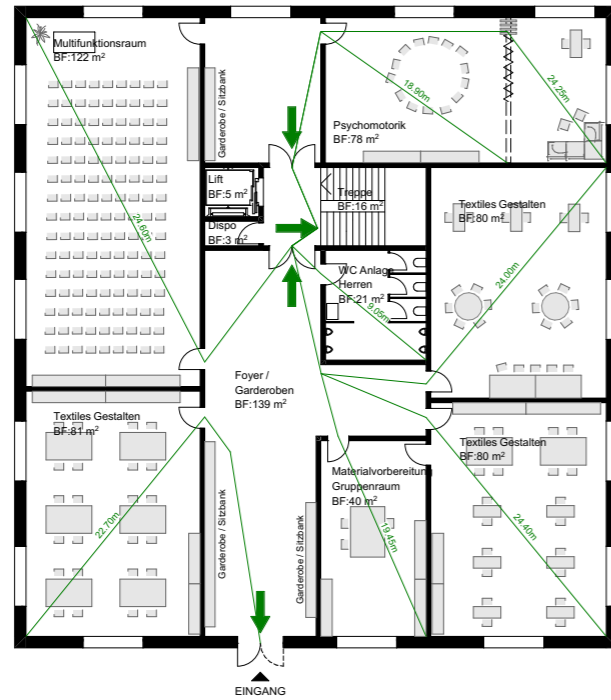 Multifunktionsraum
BF:122 m²
Garderobe / Sitzbank
18.90m
24.25m
Psychomotorik
BF:78 m²
Lift
BF:5 m²
Treppe
BF:16 m²
Textiles Gestalten
BF:80 m²
Dispo
BF:3 m²
24.60m
WC Anlage
Herren
BF:21 m²
9.05m
24.00m
Foyer /
Garderoben
BF:139 m²
Textiles Gestalten
BF:81 m²
22.70m
Garderobe / Sitzbank
Garderobe / Sitzbank
Materialvorbereitung
Gruppenraum
BF:40 m²
19.45m
Textiles Gestalten
BF:80 m²
24.40m
EINGANG